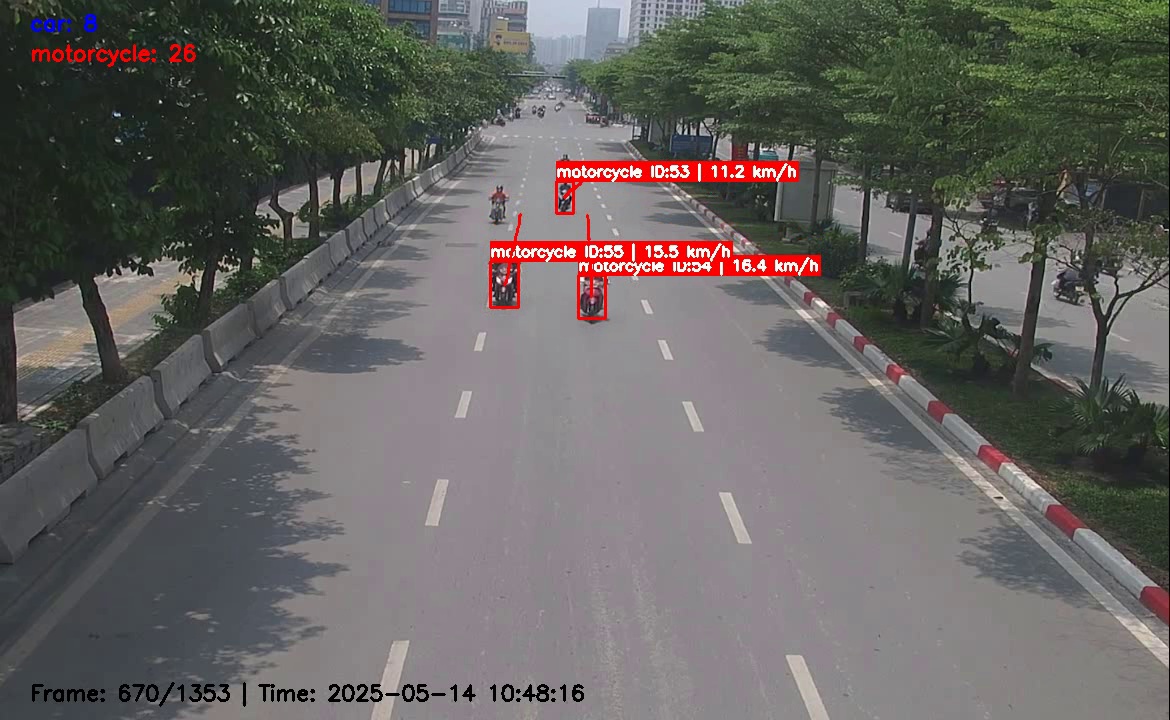 car: 8
motorcycle: 26
motorcycle ID:53 | 11.2 km/h
motorcycle ID:55 | 15.5 km/h
motorcycle ID:54 | 16.4 km/h
Frame: 670/1353 | Time: 2025-05-14 10:48:16